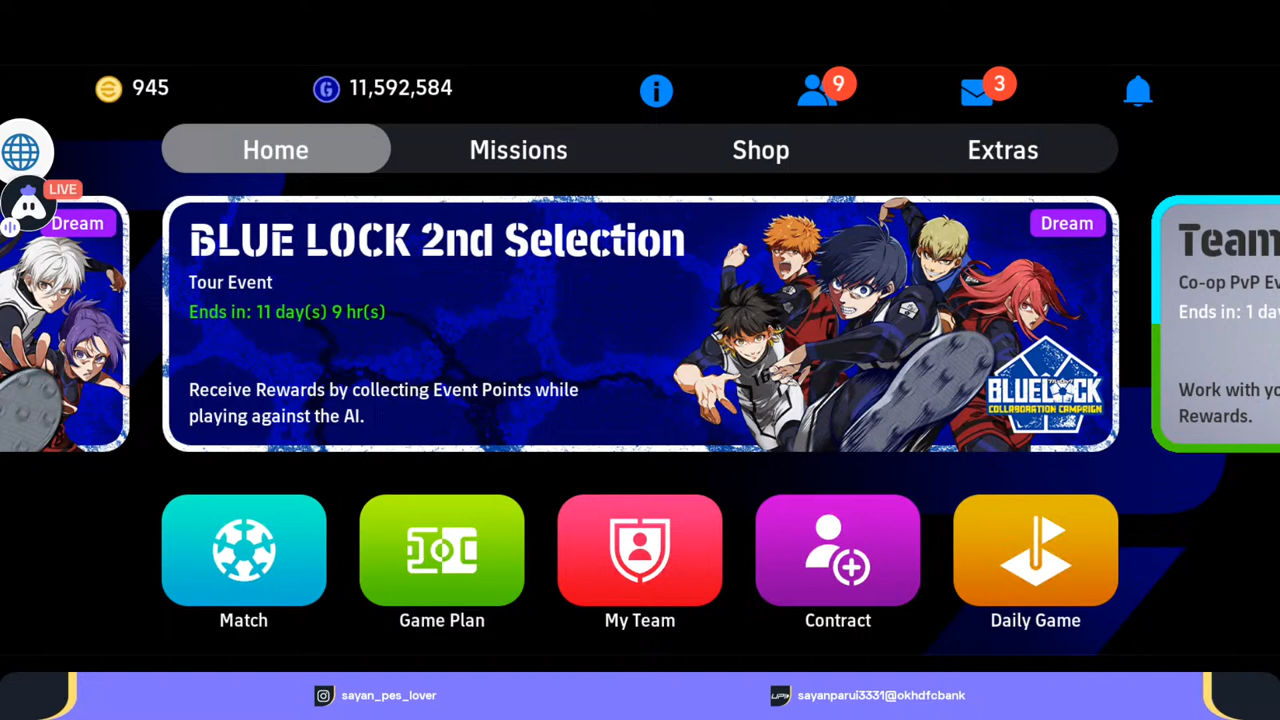 945
11,592,584
9
3
Home
Missions
Shop
Extras
LIVE
Dream
BLUE LOCK 2nd Selection
Tour Event
Ends in: 11 day(s) 9 hr(s)
Receive Rewards by collecting Event Points while
playing against the AI.
Dream
16
BLUELOCK
COLLABORATION CAMPAIGN
Team
Co-op PvP Ev
Ends in: 1 da
Work with yo
Rewards.
Match
Game Plan
My Team
Contract
Daily Game
sayan_pes_lover
UPI
sayanparui3331@okhdfcbank